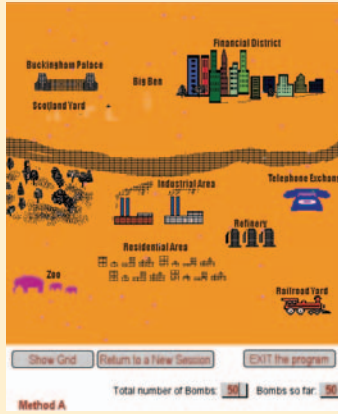 Financial District
Buckingham Palace
Big Ben
Scotland Yard
Telephone Exchan
Industrial Area
Refinery
Residential Area
Zoo
Railroad Yard
Show Grid
Return to a New Session
EXIT the program
Total number of Bombs: 50 Bombs so far: 50
Method A